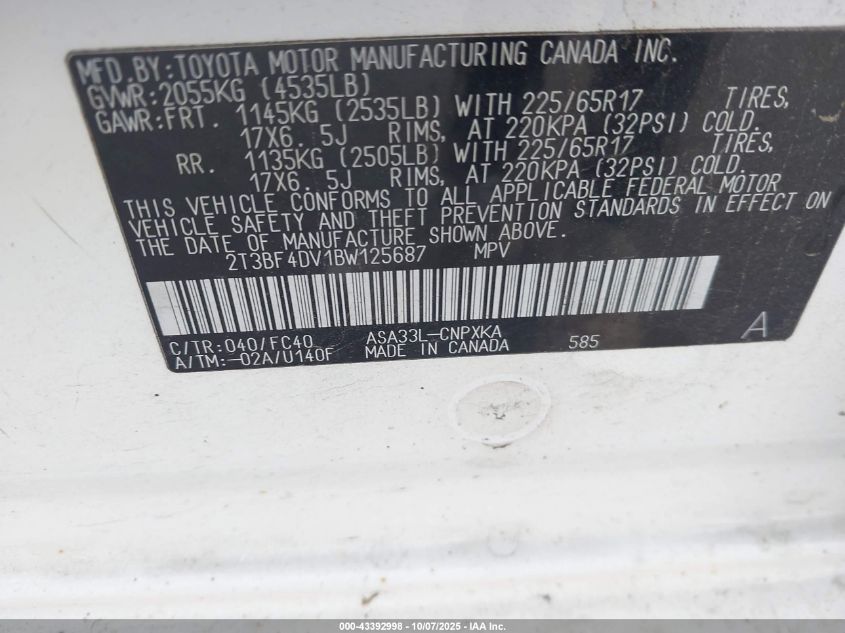 MFD.BY:TOYOTA MOTOR MANUFACTURING CANADA INC.
GVWR:2055KG (4535LB)
GAWR:FRT. 1145KG (2535LB) WITH 225/65R17 TIRES,
17X6.5J RIMS, AT 220KPA (32PSI) COLD.
RR. 1135KG (2505LB) WITH 225/65R17 TIRES,
17X6.5J RIMS, AT 220KPA (32PSI) COLD.
THIS VEHICLE CONFORMS TO ALL APPLICABLE FEDERAL MOTOR
VEHICLE SAFETY AND THEFT PREVENTION STANDARDS IN EFFECT ON
THE DATE OF MANUFACTURE SHOWN ABOVE.
2T3BF4DV1BW125687 MPV
C/TR:040/FC40 ASA33L-CNPXKA
A/TM:-02A/U140F MADE IN CANADA 585 A
000-43392998 - 10/07/2025 - IAA Inc.